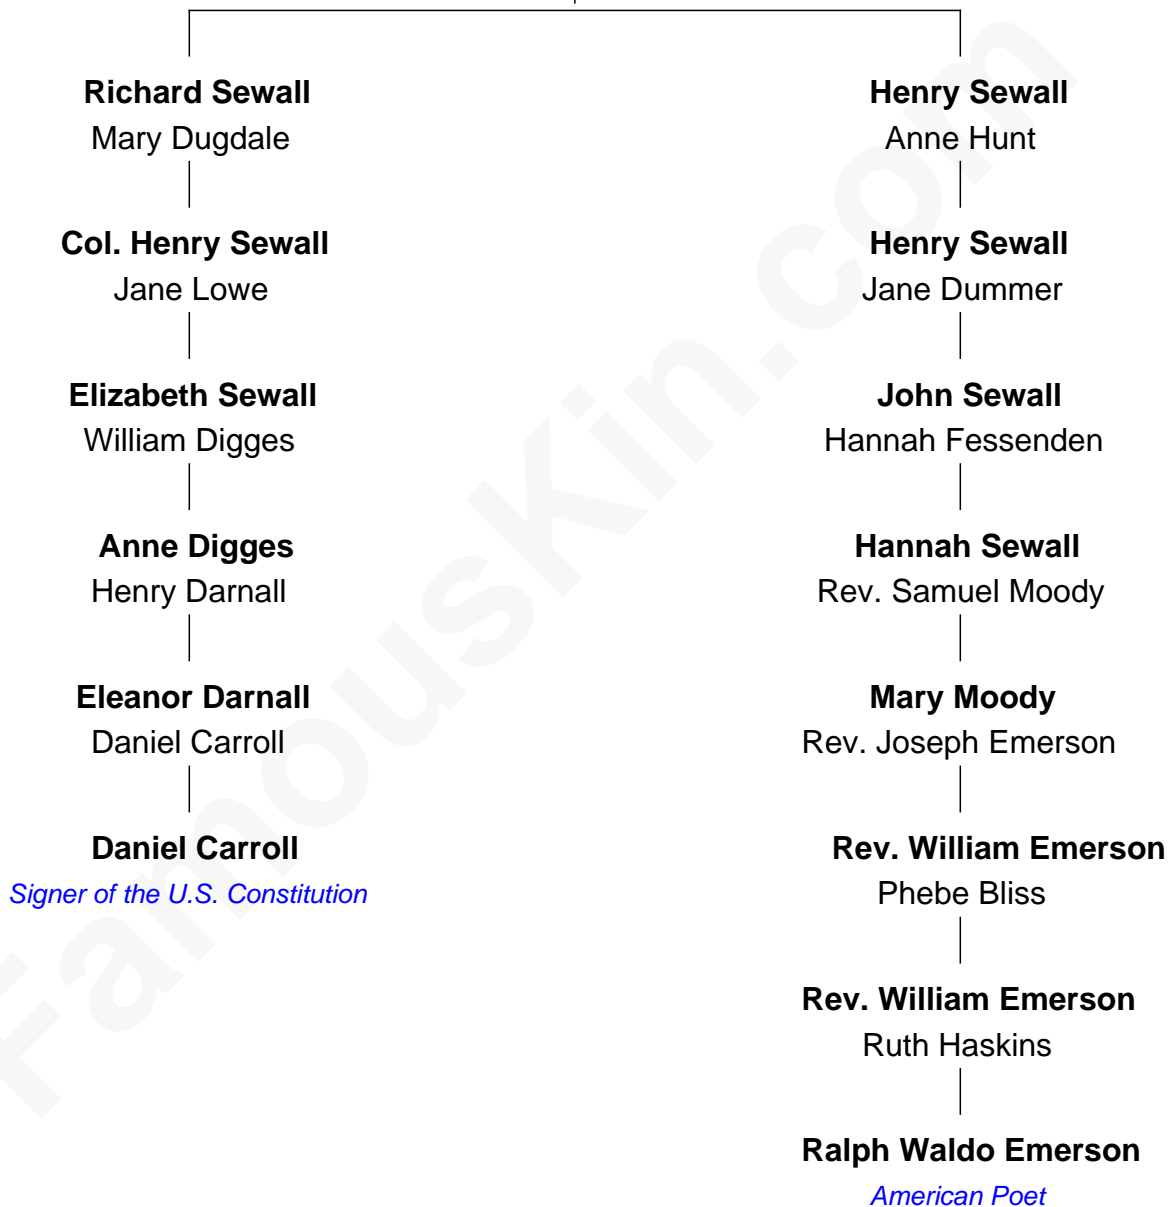 Richard Sewall
Mary Dugdale
Col. Henry Sewall
Jane Lowe
Elizabeth Sewall
William Digges
Anne Digges
Henry Darnall
Eleanor Darnall
Daniel Carroll
Daniel Carroll
Signer of the U.S. Constitution
Henry Sewall
Anne Hunt
Henry Sewall
Jane Dummer
John Sewall
Hannah Fessenden
Hannah Sewall
Rev. Samuel Moody
Mary Moody
Rev. Joseph Emerson
Rev. William Emerson
Phebe Bliss
Rev. William Emerson
Ruth Haskins
Ralph Waldo Emerson
American Poet
FamousKin.com